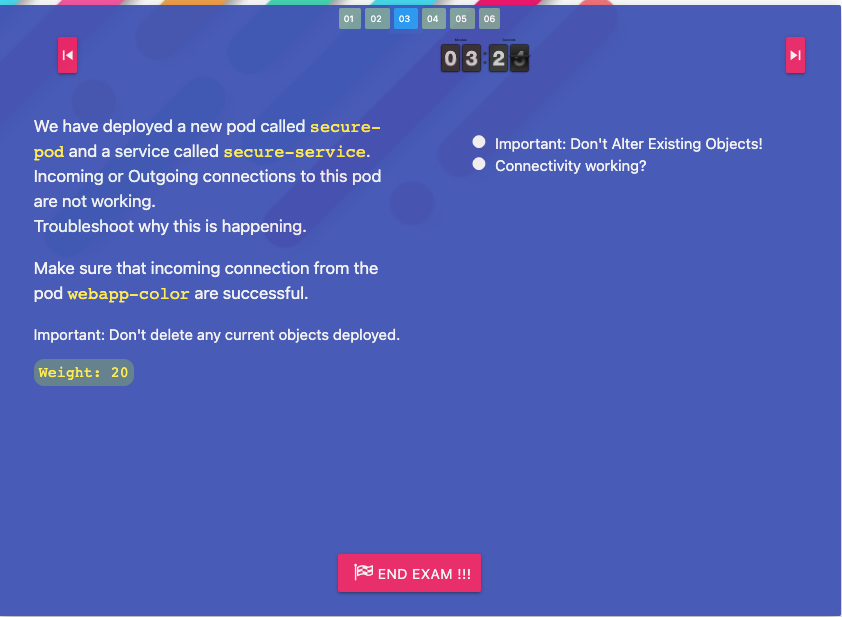 01 02 03 04 05 06
03:2
We have deployed a new pod called secure-
pod and a service called secure-service.
Incoming or Outgoing connections to this pod
are not working.
Troubleshoot why this is happening.
Make sure that incoming connection from the
pod webapp-color are successful.
Important: Don't delete any current objects deployed.
Weight: 20
Important: Don't Alter Existing Objects!
Connectivity working?
END EXAM !!!